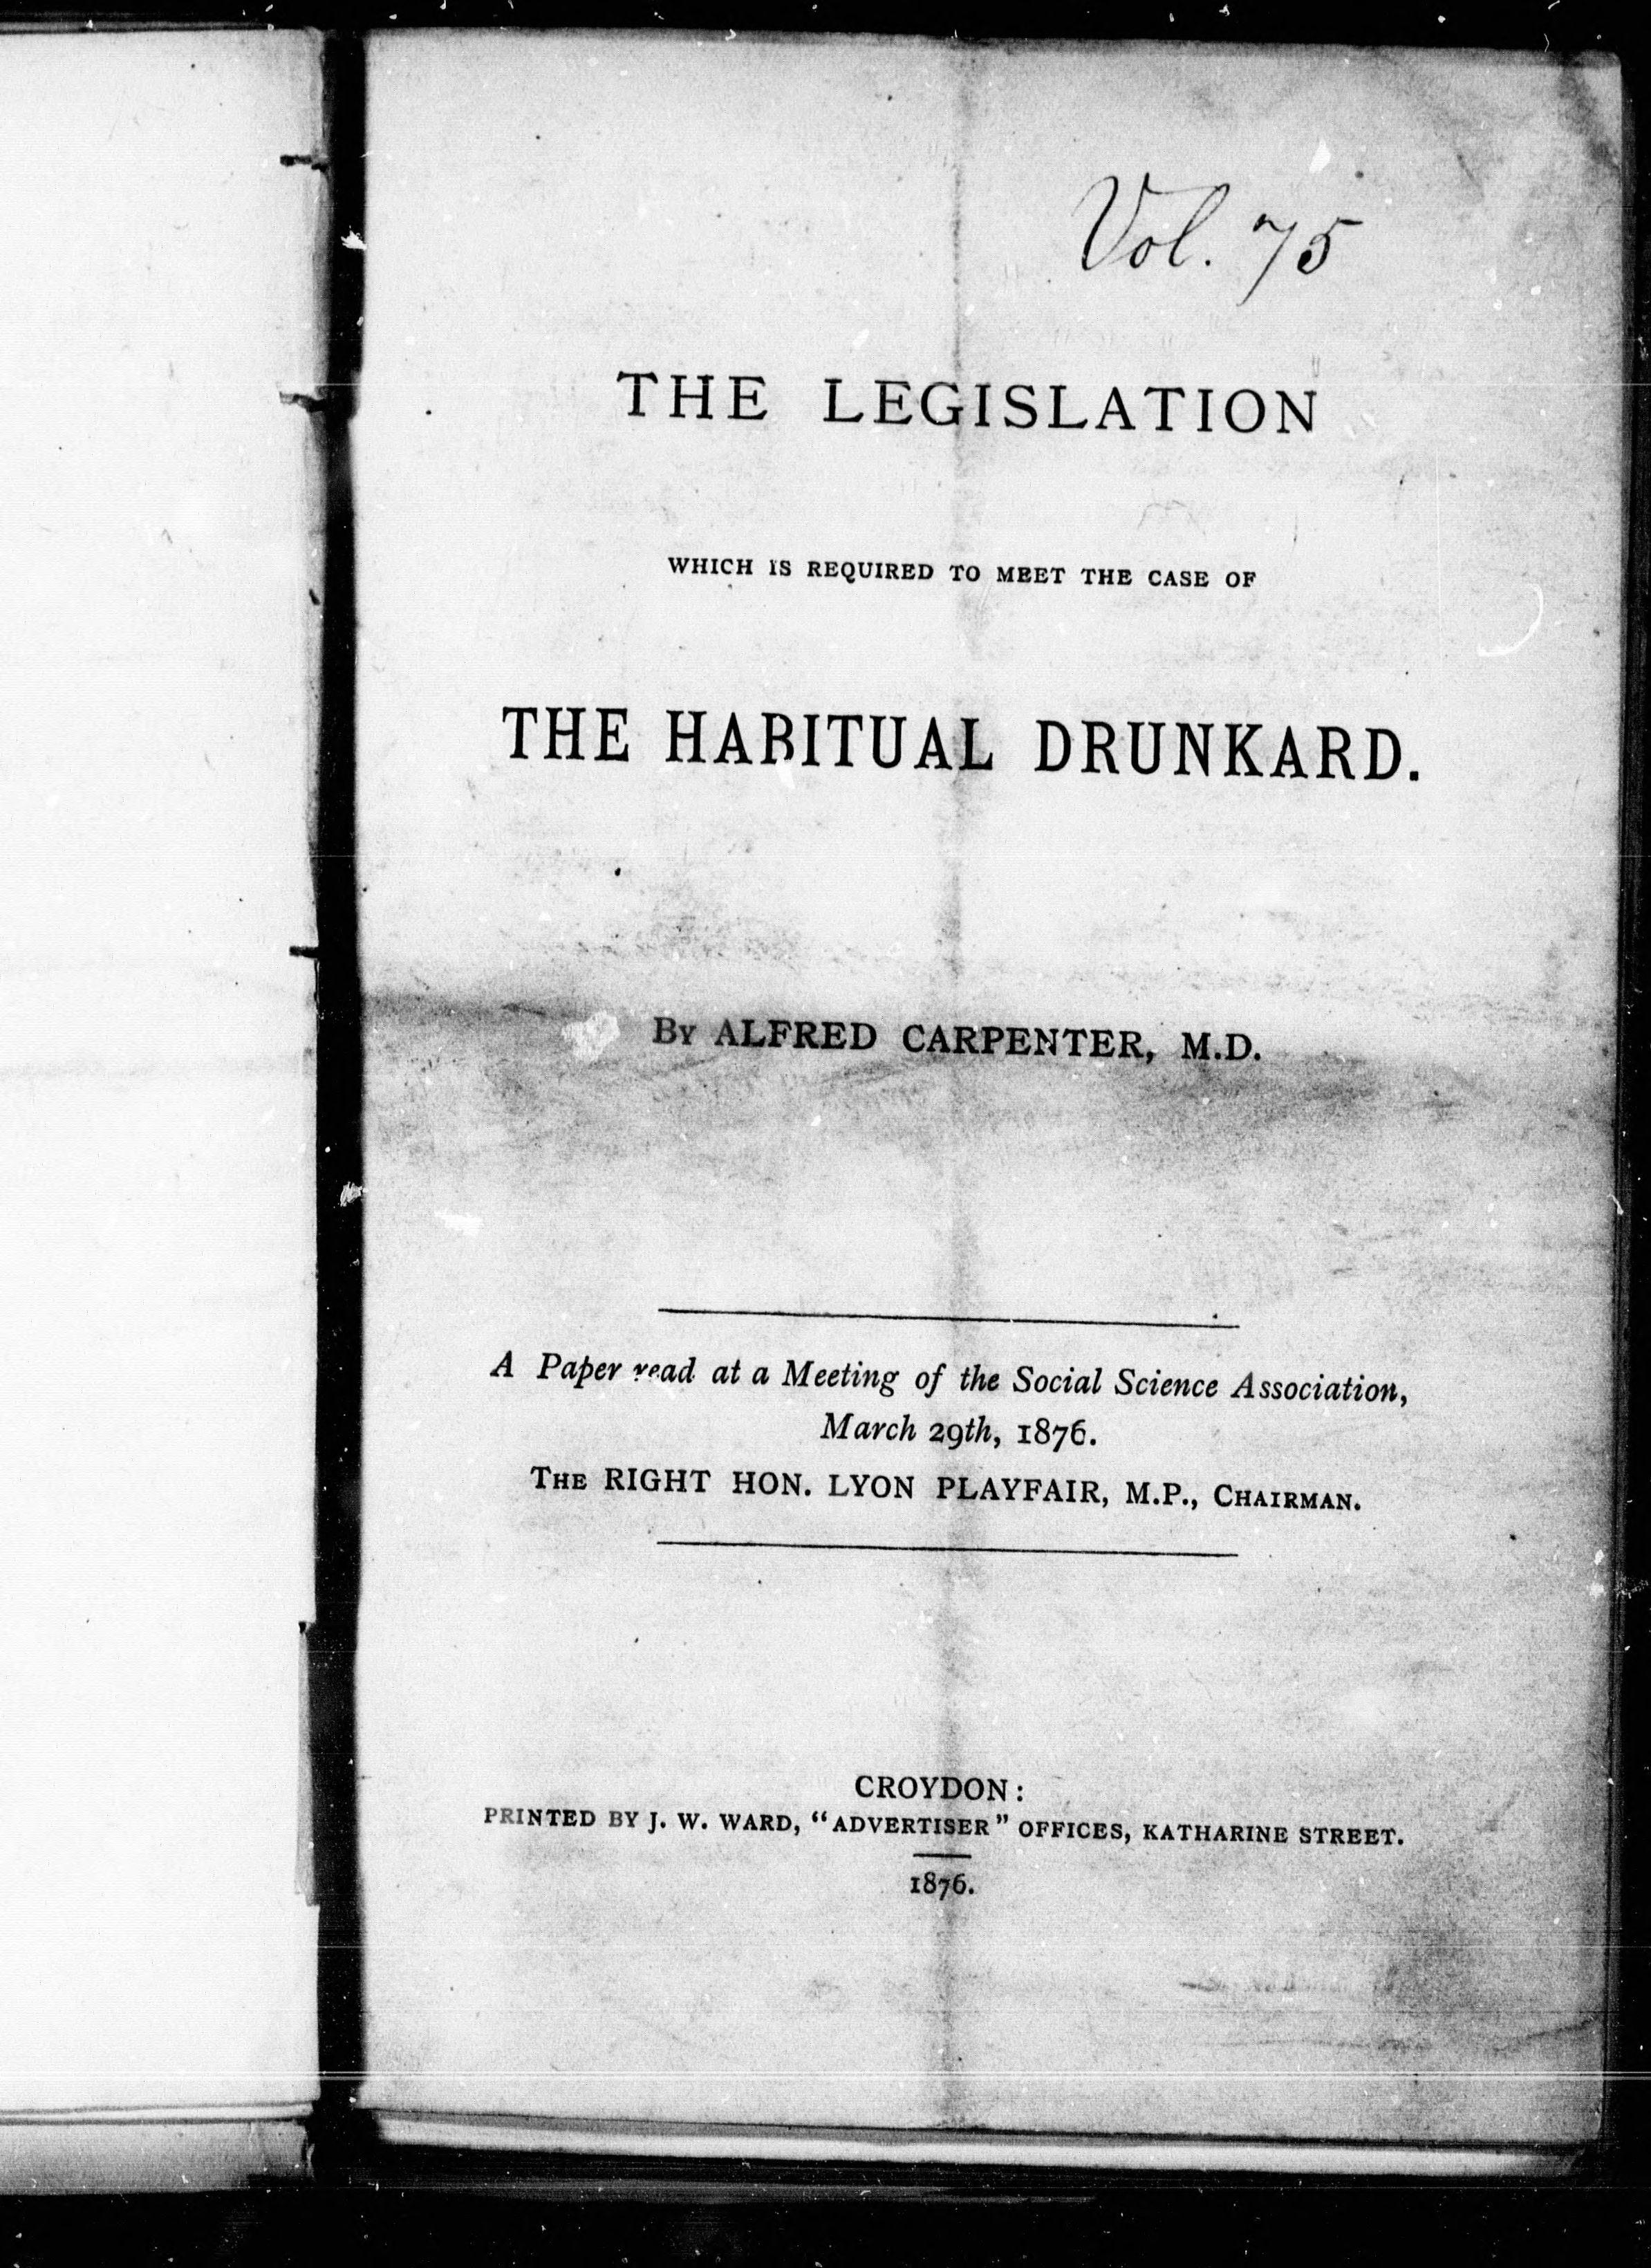 Vol. 75
THE LEGISLATION
WHICH IS REQUIRED TO MEET THE CASE OF
THE HABITUAL DRUNKARD.
By ALFRED CARPENTER, M.D.
A Paper read at a Meeting of the Social Science Association,
March 29th, 1876.
The RIGHT HON. LYON PLAYFAIR, M.P., Chairman.
CROYDON:
PRINTED BY J. W. WARD, "ADVERTISER" OFFICES, KATHARINE STREET.
1876.